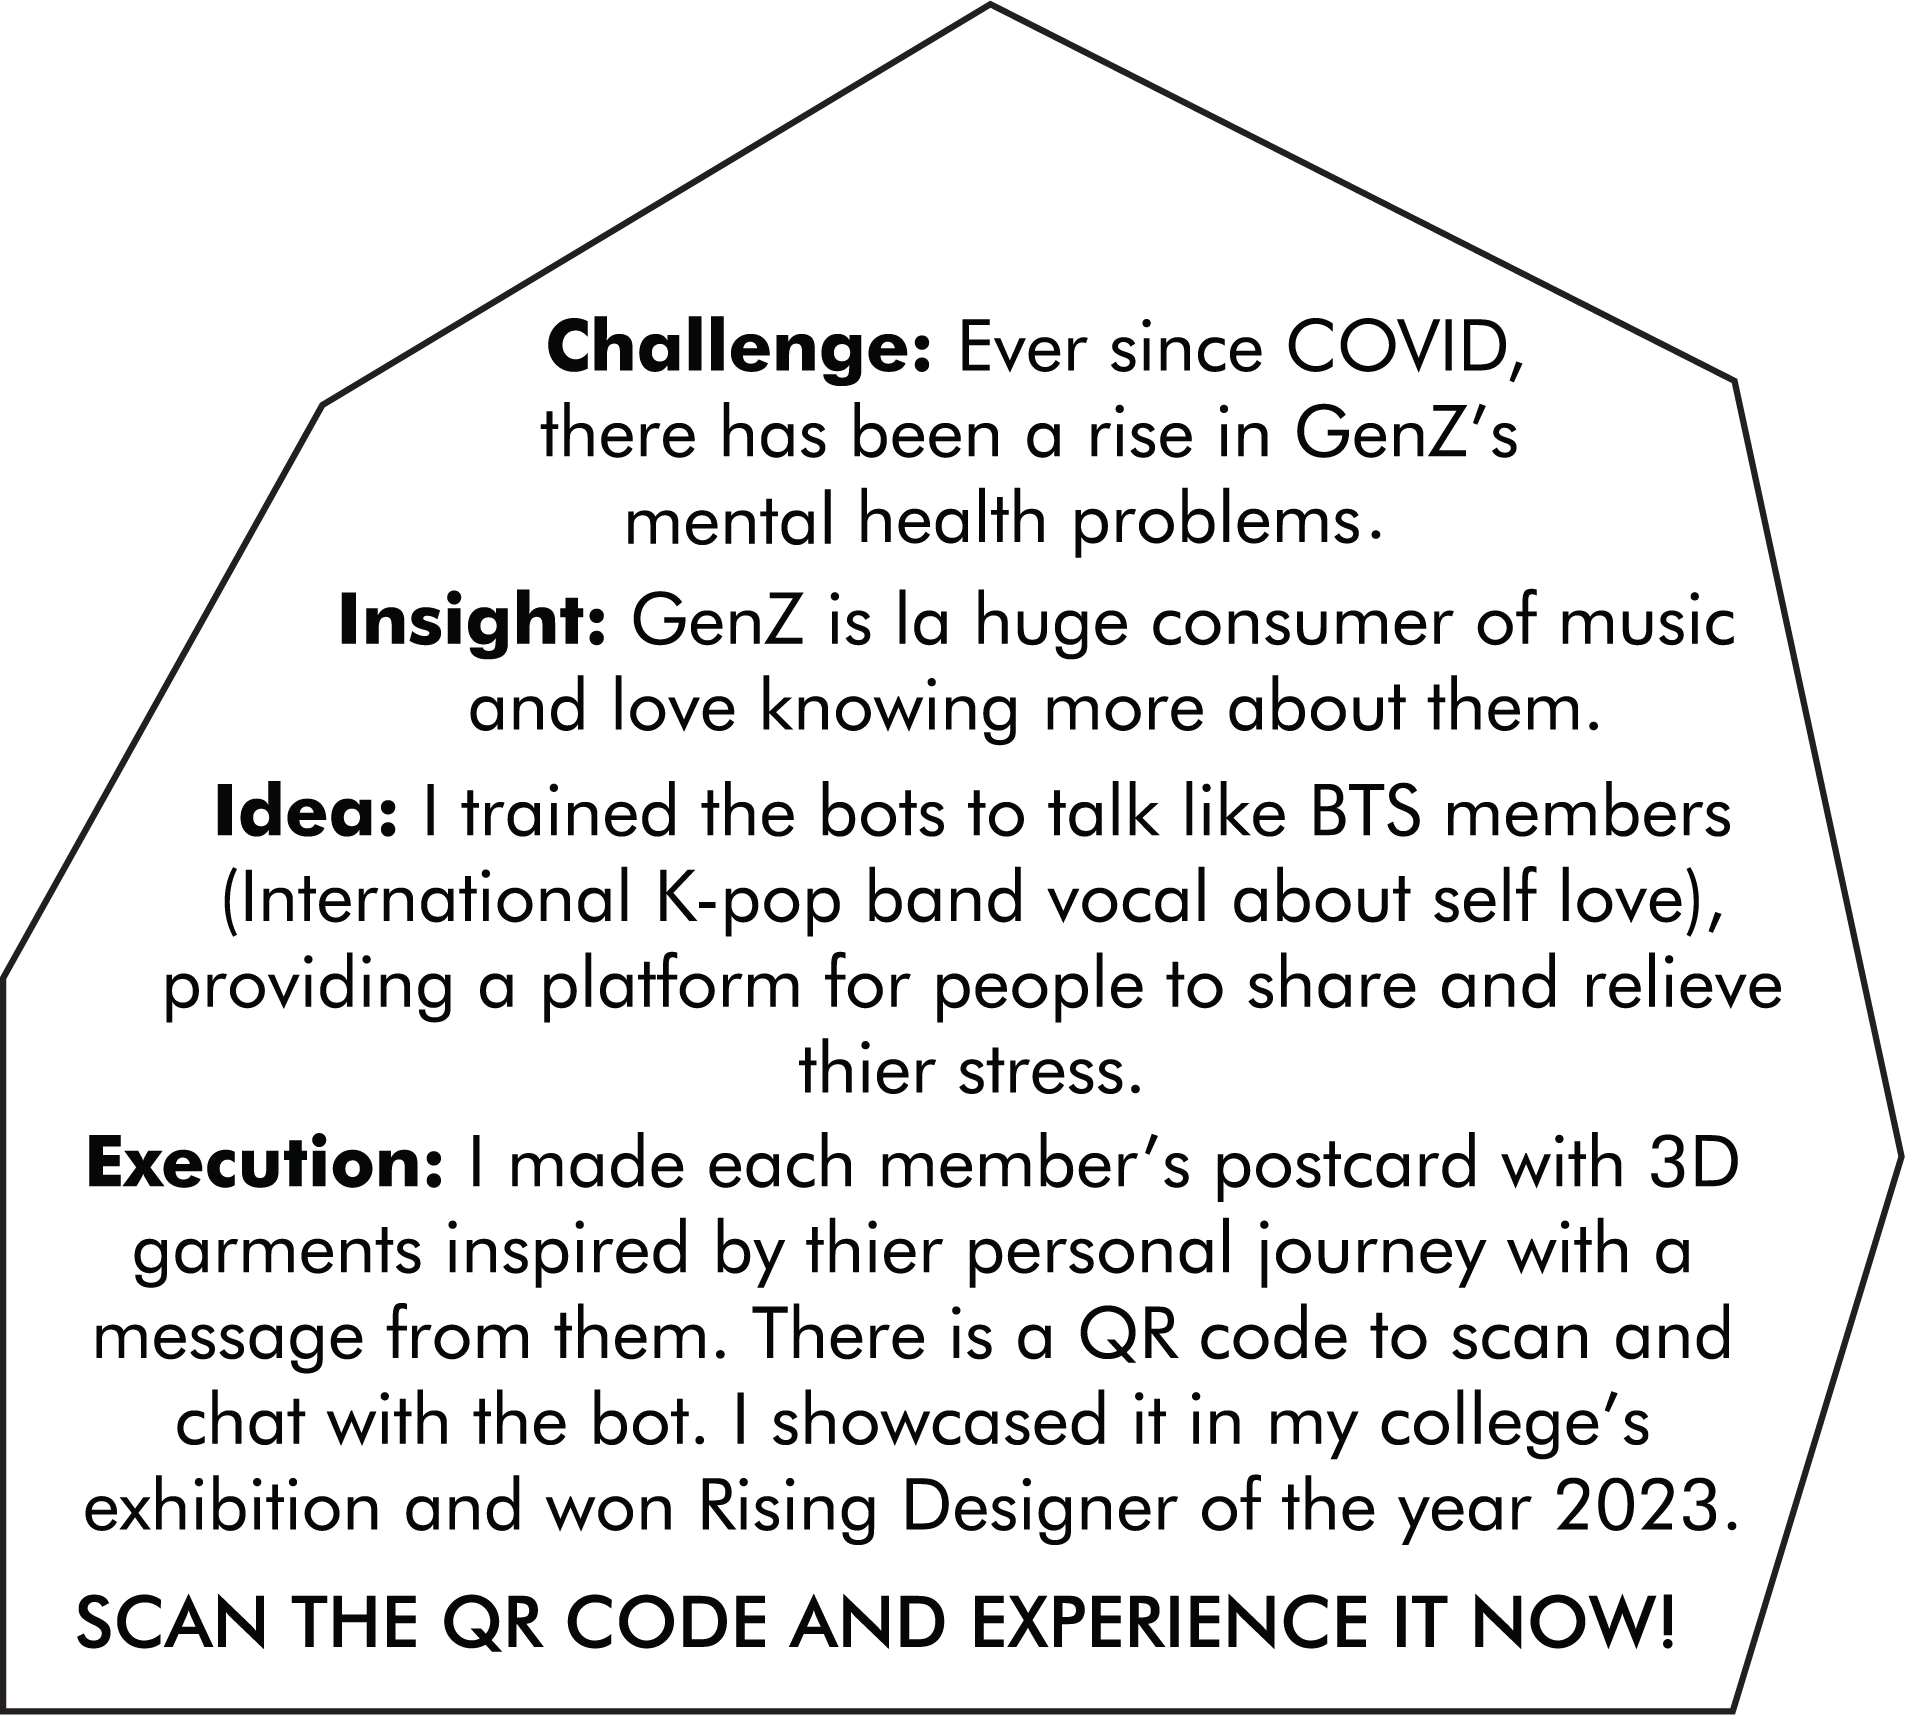 Challenge: Ever since COVID,
there has been a rise in GenZ’s
mental health problems.
Insight: GenZ is la huge consumer of music
and love knowing more about them.
Idea: I trained the bots to talk like BTS members
(International K-pop band vocal about self love),
providing a platform for people to share and relieve
thier stress.
Execution: I made each member’s postcard with 3D
garments inspired by thier personal journey with a
message from them. There is a QR code to scan and
chat with the bot. I showcased it in my college’s
exhibition and won Rising Designer of the year 2023.
SCAN THE QR CODE AND EXPERIENCE IT NOW!